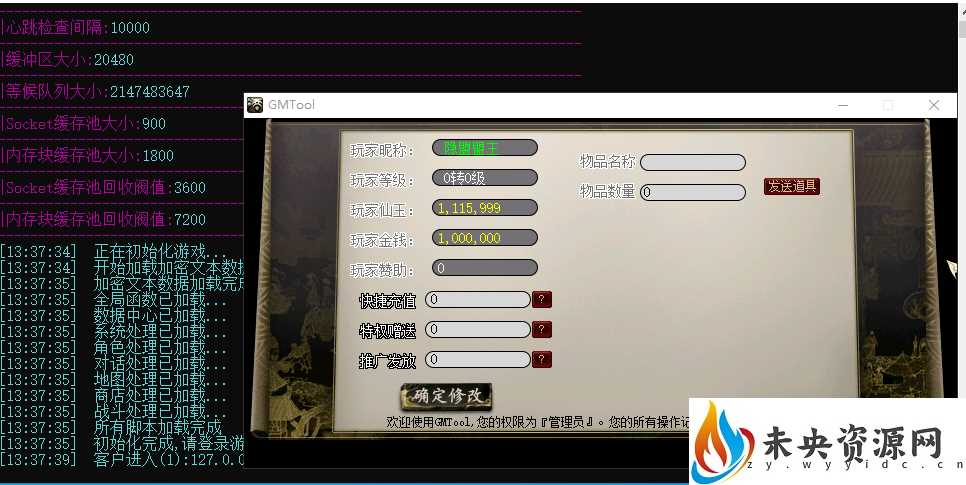 心跳检查间隔:10000
缓冲区大小:20480
等候队列大小:2147483647
Socket缓存池大小:900
内存块缓存池大小:1800
Socket缓存池回收阀值:3600
内存块缓存池回收阀值:7200
[13:37:34] 正在初始化游戏...
[13:37:34] 开始加载加密文本数据
[13:37:35] 加密文本数据加载完成
[13:37:35] 全局函数已加载...
[13:37:35] 数据中心已加载...
[13:37:35] 系统处理已加载...
[13:37:35] 角色处理已加载...
[13:37:35] 对话处理已加载...
[13:37:35] 地图处理已加载...
[13:37:35] 商店处理已加载...
[13:37:35] 战斗处理已加载...
[13:37:35] 所有脚本加载完成
[13:37:35] 初始化完成,请登录游
[13:37:39] 客户进入(1):127.0.0
GMTool
玩家昵称: 隐盟盟王
玩家等级: 0转0级
玩家仙玉: 1,115,999
玩家金钱: 1,000,000
玩家赞助: 0
快捷充值 0 ?
特权赠送 0 ?
推广发放 0 ?
确定修改
物品名称
物品数量 0 发送道具
欢迎使用GMTool,您的权限为『管理员』。您的所有操作记
未央资源网
zy.wyyidc.cn